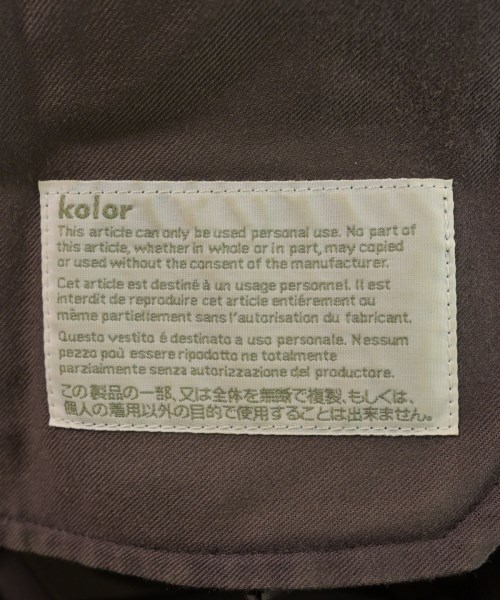 kolor
This article can only be used personal use. No part of
this article, whether in whole or in part, may copied
or used without the consent of the manufacturer.
Cet article est destiné à un usage personnel. Il est
interdit de reproduire cet article entiérement ou
même partiellement sans l'autorisation du fabricant.
Questo vestito é destinato a uso personale. Nessum
pezzo poù essere ripodotto ne totalmente
parzialmente senza autorizzazione del productore.
この製品の一部、又は全体を無断で複製、もしくは、
個人の着用以外の目的で使用することは出来ません。